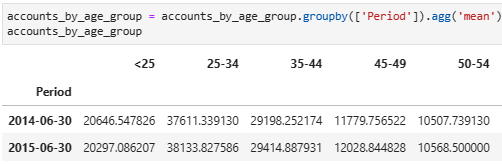 accounts_by_age_group = accounts_by_age_group.groupby(['Period']).agg('mean')
accounts_by_age_group
<25 25-34 35-44 45-49 50-54
Period
2014-06-30 20646.547826 37611.339130 29198.252174 11779.756522 10507.739130
2015-06-30 20297.086207 38133.827586 29414.887931 12028.844828 10568.500000